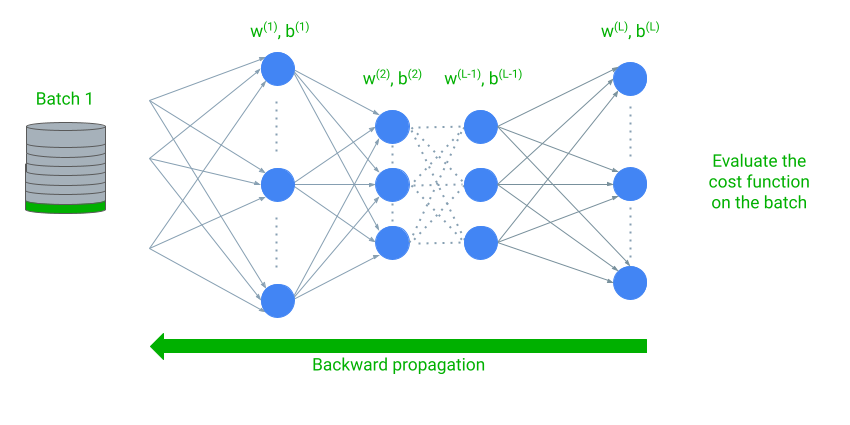 w(1), b(1)
w(L), b(L)
w(2), b(2)
w(L-1), b(L-1)
Batch 1
Evaluate the
cost function
on the batch
Backward propagation